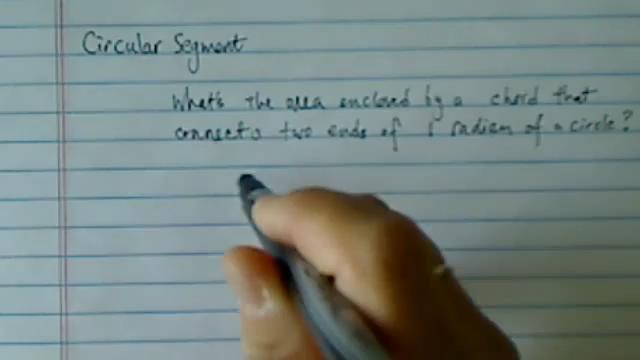 Circular Segment
What's the area enclosed by a chord that
connects two ends of 1 radian of a circle?